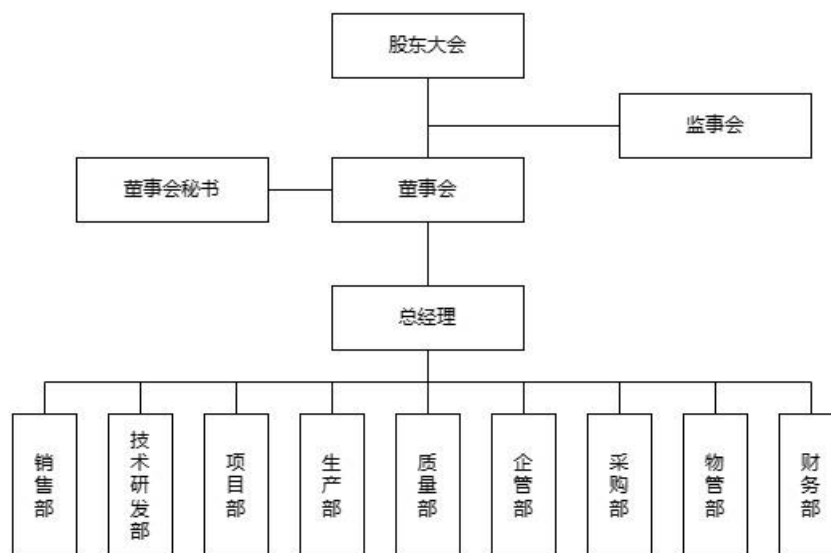 股东大会
监事会
董事会秘书
董事会
总经理
销售部
技术研发部
项目部
生产部
质量部
企管部
采购部
物管部
财务部